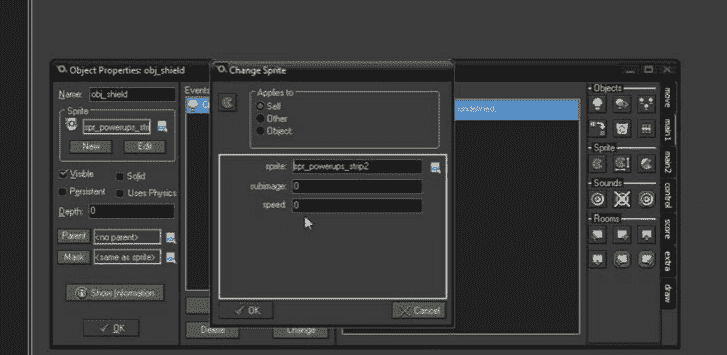 Object Properties: obj_shield
Name: obj_shield
Sprite
spr_powerups_stri
New Edit
Visible Solid
Persistent Uses Physics
Depth: 0
Parent <no parent>
Mask <same as sprite>
Show Information
OK
Events
Delete Change
Change Sprite
Applies to
Self
Other
Object
sprite: spr_powerups_strip2
subimage: 0
speed: 0
OK Cancel
Objects
Sprite
Sounds
Rooms
move
main1
main2
control
score
extra
draw